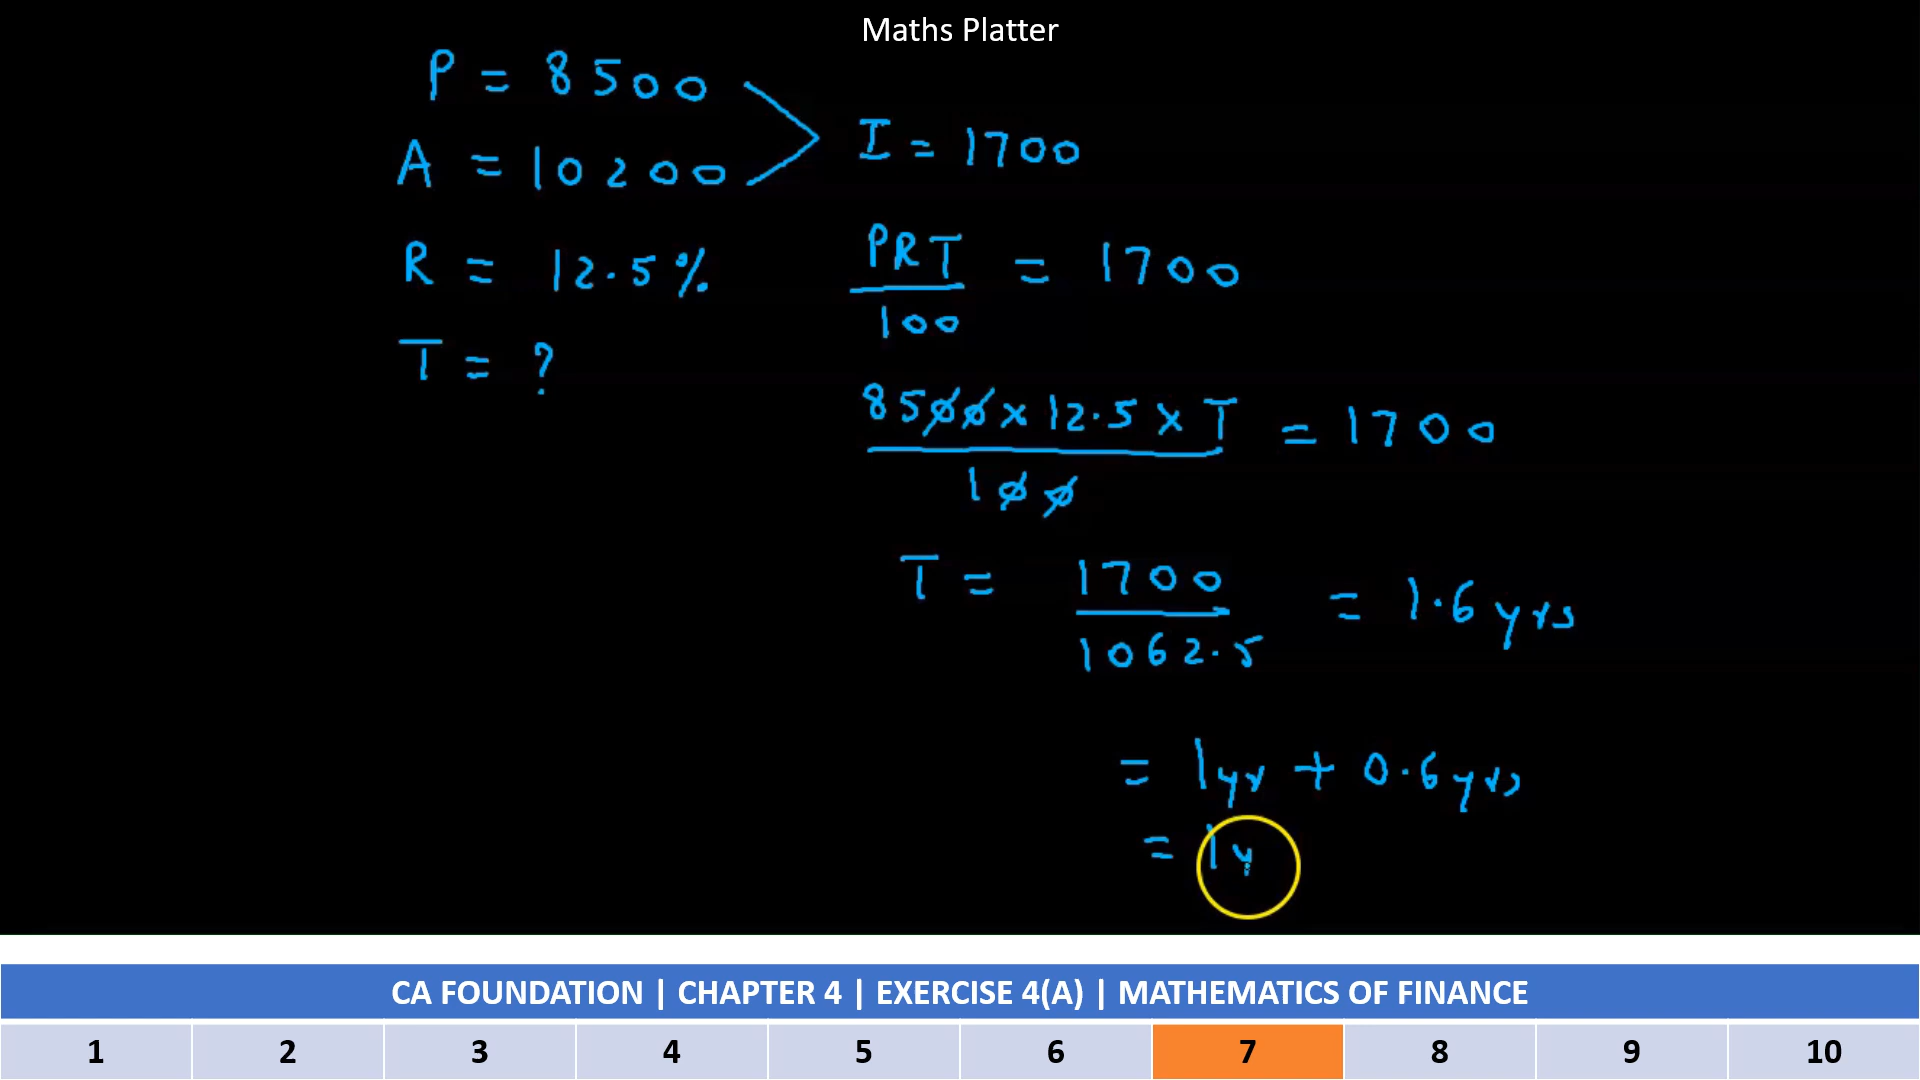 Maths Platter
P = 8500
A = 10200
R = 12.5%
T = ?
I = 1700
PRT
100
= 1700
8500 x 12.5 x T
100
= 1700
T = 1700
1062.5
= 1.6 yrs
= 1yr + 0.6 yrs
= 1y
CA FOUNDATION | CHAPTER 4 | EXERCISE 4(A) | MATHEMATICS OF FINANCE
1 2 3 4 5 6 7 8 9 10